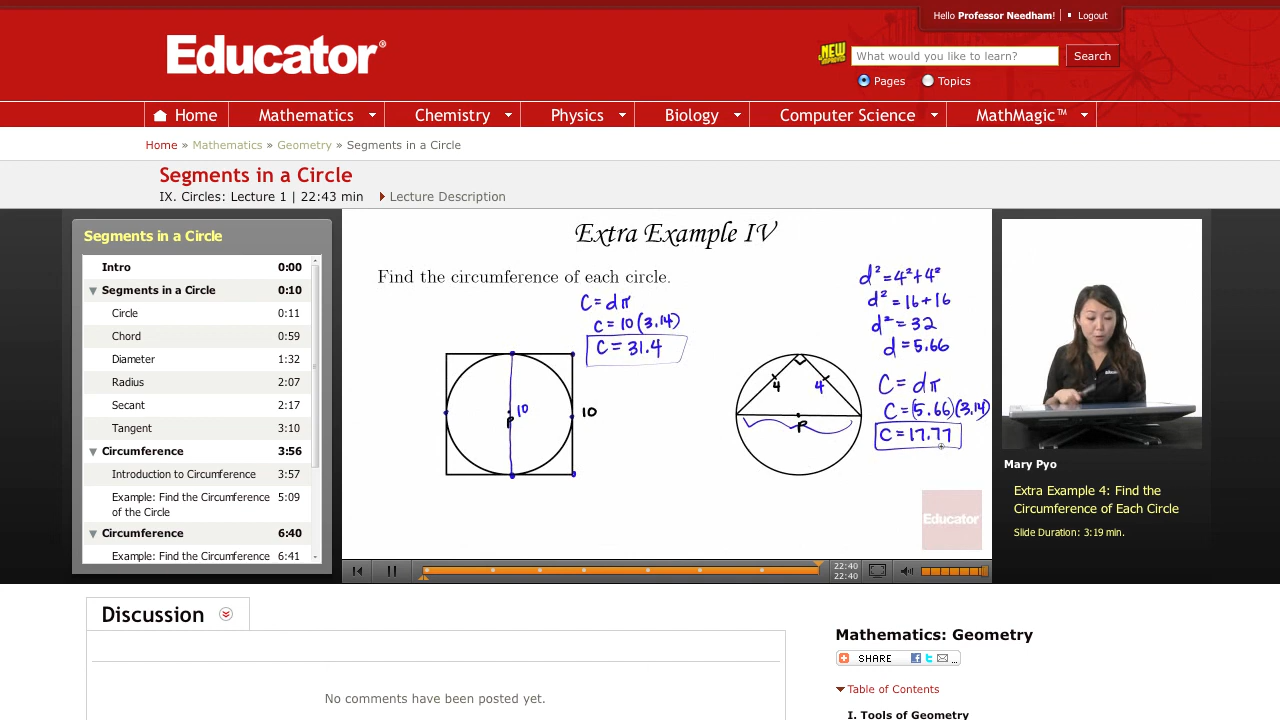 Hello Professor Needham! Logout
Educator®
NEW
What would you like to learn?
Search
Pages
Topics
Home
Mathematics
Chemistry
Physics
Biology
Computer Science
MathMagic™
Home » Mathematics » Geometry » Segments in a Circle
Segments in a Circle
IX. Circles: Lecture 1 | 22:43 min
Lecture Description
Segments in a Circle
Intro 0:00
Segments in a Circle 0:10
Circle 0:11
Chord 0:59
Diameter 1:32
Radius 2:07
Secant 2:17
Tangent 3:10
Circumference 3:56
Introduction to Circumference 3:57
Example: Find the Circumference 5:09
of the Circle
Circumference 6:40
Example: Find the Circumference 6:41
Extra Example IV
Find the circumference of each circle.
C = dπ
C = 10 (3.14)
C = 31.4
10
P
10
d² = 4² + 4²
d² = 16 + 16
d² = 32
d = 5.66
4
4
P
C = dπ
C = (5.66)(3.14)
C = 17.77
Educator
22:40
22:40
Mary Pyo
Extra Example 4: Find the
Circumference of Each Circle
Slide Duration: 3:19 min.
Discussion
No comments have been posted yet.
Mathematics: Geometry
SHARE
...
Table of Contents
I. Tools of Geometry